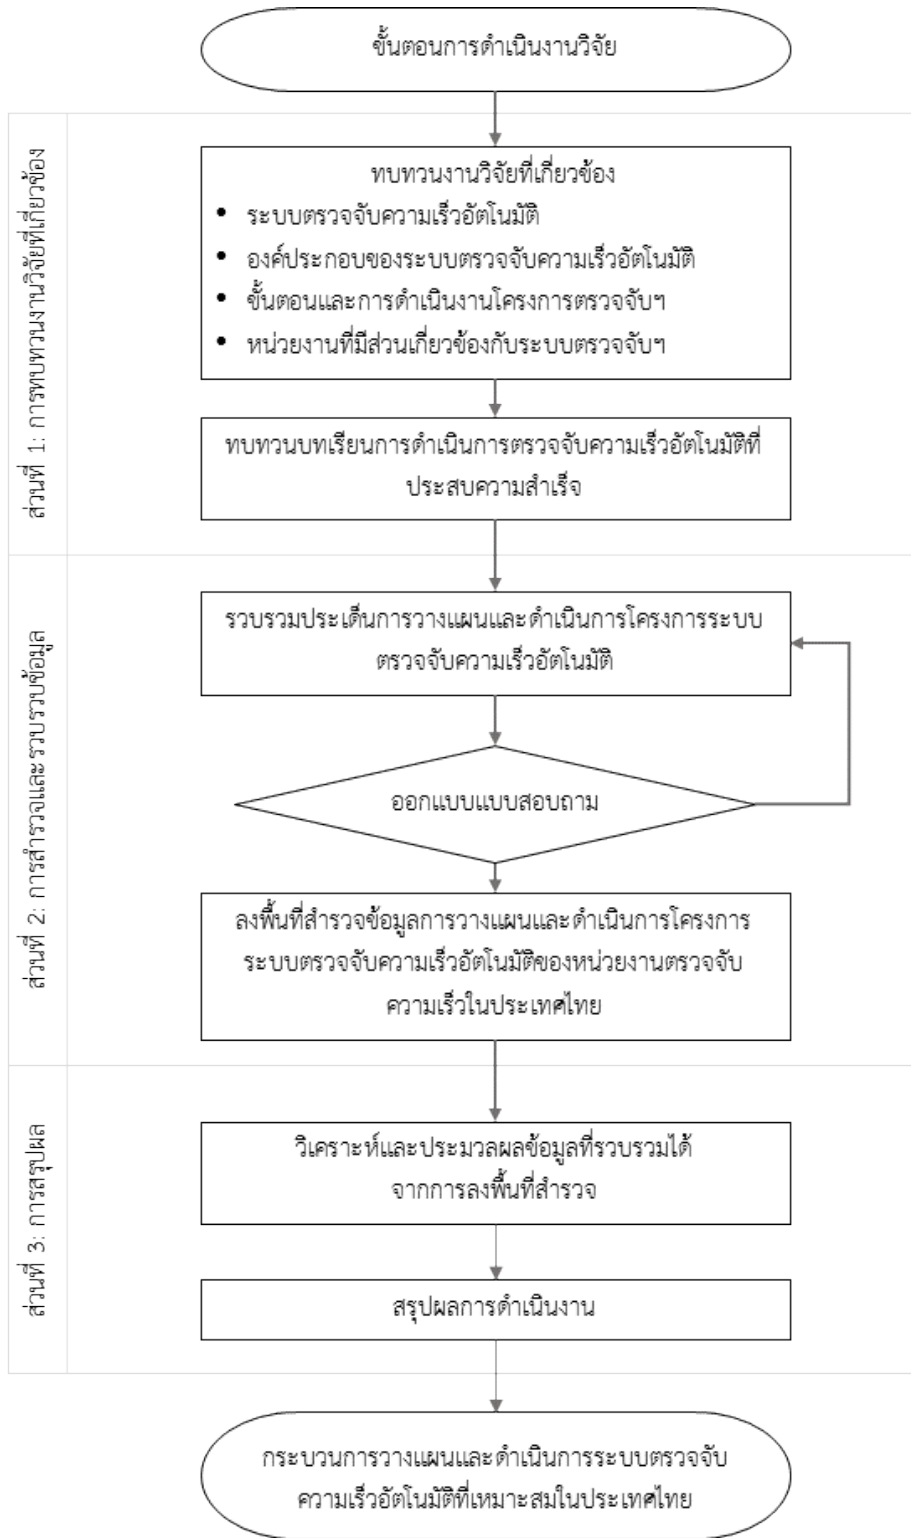 ขั้นตอนการดำเนินงานวิจัย
ส่วนที่ 1: การทบทวนงานวิจัยที่เกี่ยวข้อง
ทบทวนงานวิจัยที่เกี่ยวข้อง
• ระบบตรวจจับความเร็วอัตโนมัติ
• องค์ประกอบของระบบตรวจจับความเร็วอัตโนมัติ
• ขั้นตอนและการดำเนินงานโครงการตรวจจับฯ
• หน่วยงานที่มีส่วนเกี่ยวข้องกับระบบตรวจจับฯ
ทบทวนบทเรียนการดำเนินการตรวจจับความเร็วอัตโนมัติที่
ประสบความสำเร็จ
ส่วนที่ 2: การสำรวจและรวบรวบข้อมูล
รวบรวมประเด็นการวางแผนและดำเนินการโครงการระบบ
ตรวจจับความเร็วอัตโนมัติ
ออกแบบแบบสอบถาม
ลงพื้นที่สำรวจข้อมูลการวางแผนและดำเนินการโครงการ
ระบบตรวจจับความเร็วอัตโนมัติของหน่วยงานตรวจจับ
ความเร็วในประเทศไทย
ส่วนที่ 3: การสรุปผล
วิเคราะห์และประมวลผลข้อมูลที่รวบรวมได้
จากการลงพื้นที่สำรวจ
สรุปผลการดำเนินงาน
กระบวนการวางแผนและดำเนินการระบบตรวจจับ
ความเร็วอัตโนมัติที่เหมาะสมในประเทศไทย